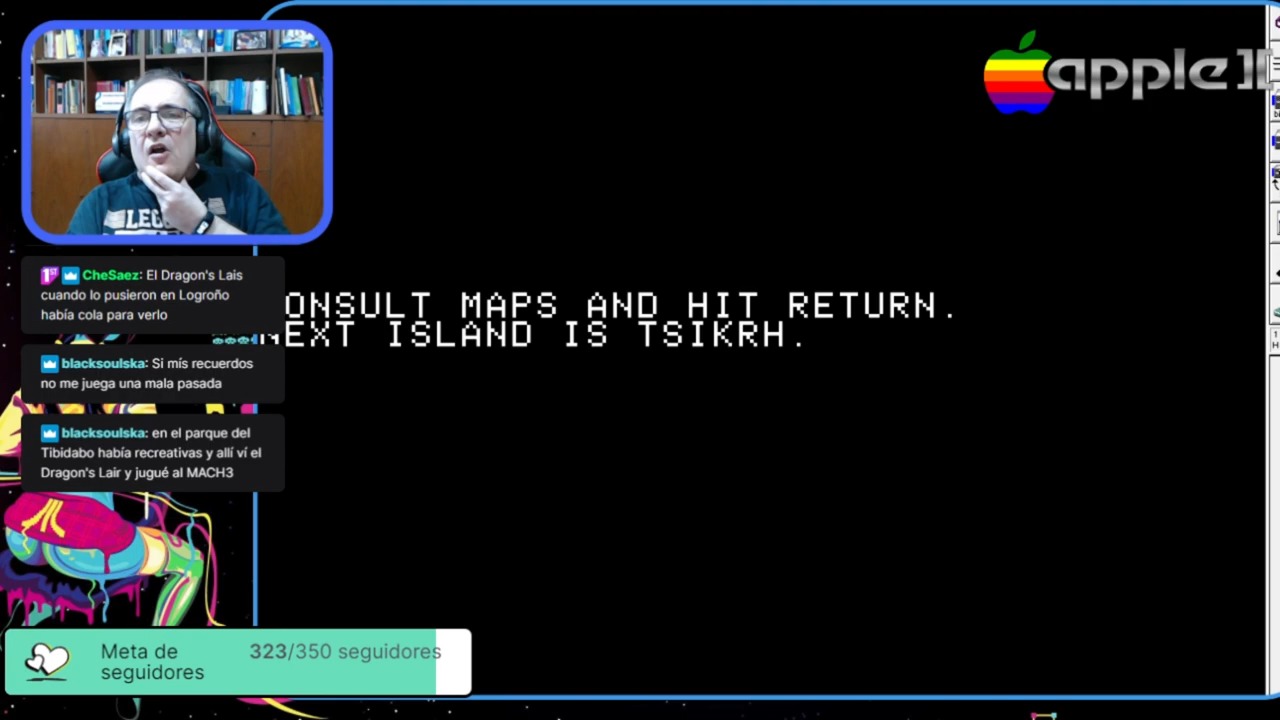 apple ][
LEG
CheSaez: El Dragon's Lais
cuando lo pusieron en Logroño
había cola para verlo
ONSULT MAPS AND HIT RETURN.
NEXT ISLAND IS TSIKRH.
blacksoulska: Si mís recuerdos
no me juega una mala pasada
blacksoulska: en el parque del
Tibidabo había recreativas y allí ví el
Dragon's Lair y jugué al MACH3
Meta de
seguidores
323/350 seguidores